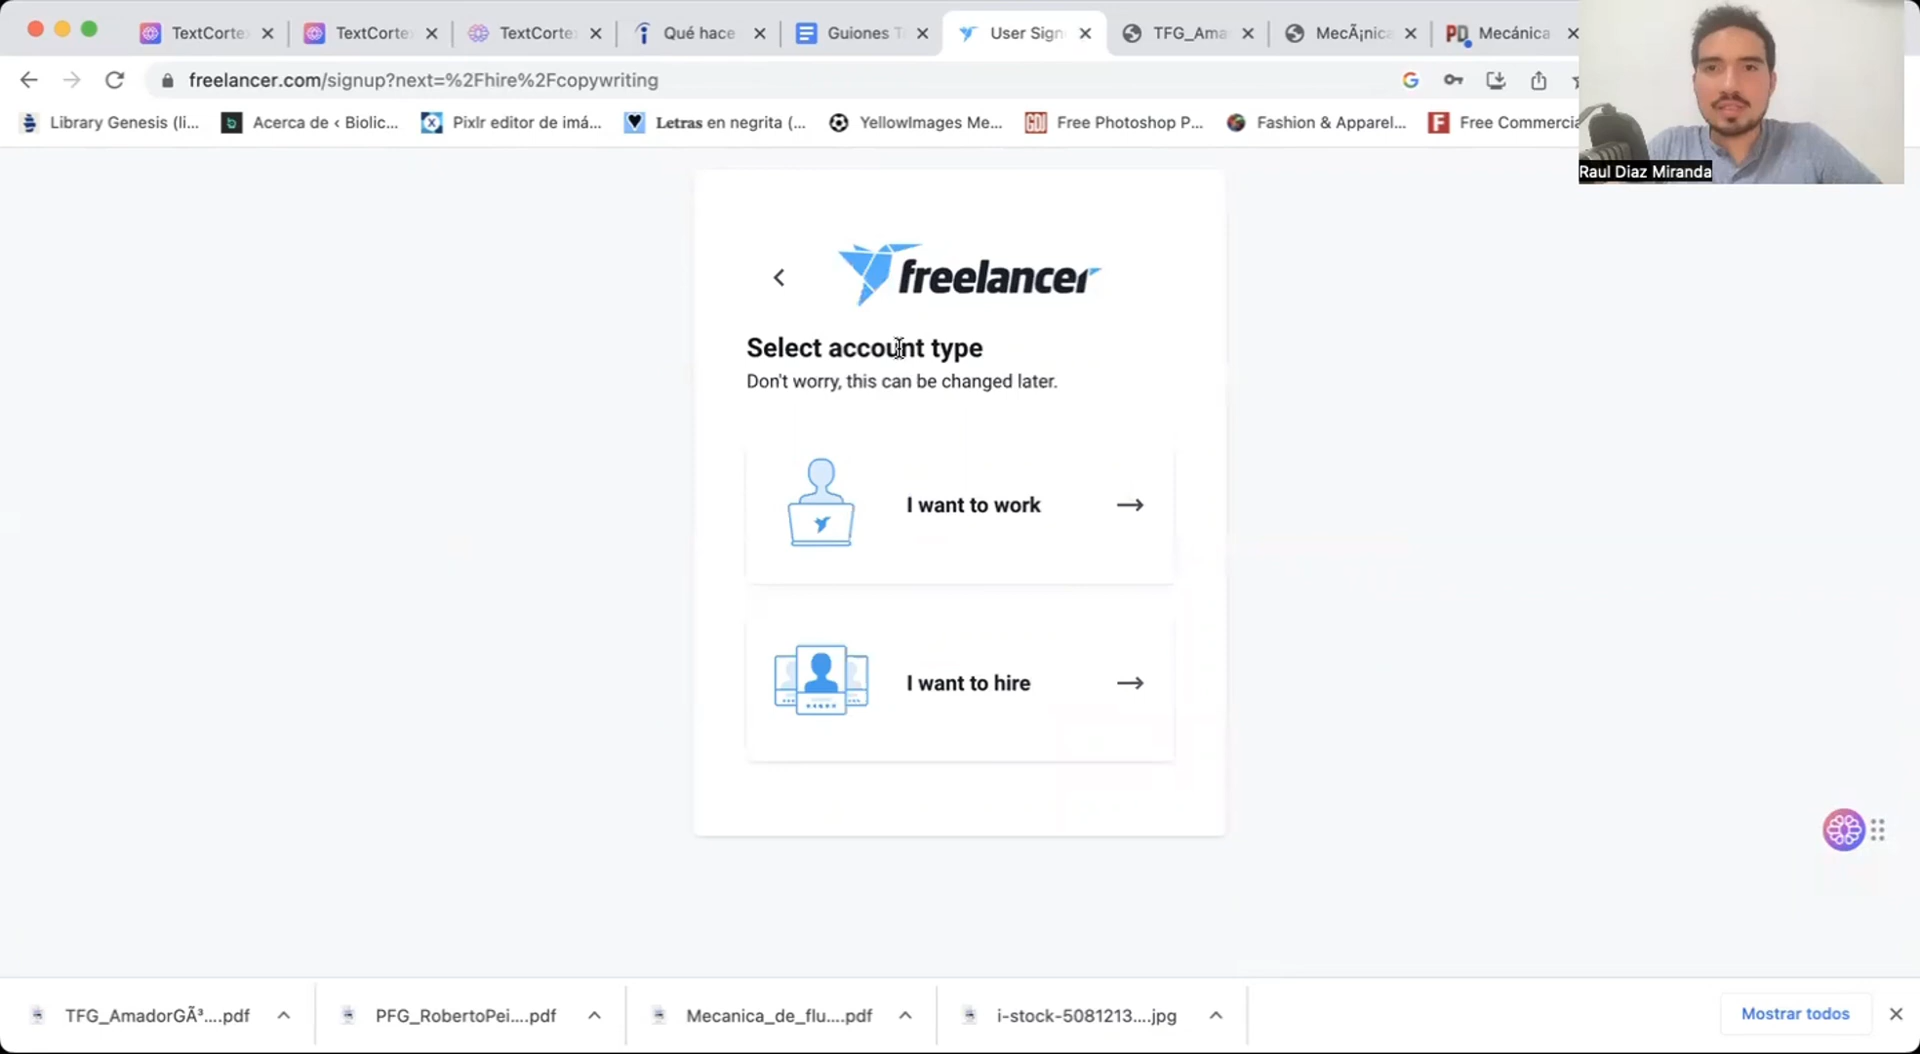 TextCorte
TextCorte
TextCorte
Qué hace
Guiones T
User Sign
TFG_Ama
MecÃ¡nica
PD
Mecánica
freelancer.com/signup?next=%2Fhire%2Fcopywriting
Library Genesis (li...
Acerca de ‹ Biolic...
Pixlr editor de imá...
Letras en negrita (...
YellowImages Me...
Free Photoshop P...
Fashion & Apparel...
Free Commercia
Raul Diaz Miranda
freelancer
Select account type
Don't worry, this can be changed later.
I want to work
I want to hire
TFG_AmadorGÃ³....pdf
PFG_RobertoPei....pdf
Mecanica_de_flu....pdf
i-stock-5081213....jpg
Mostrar todos